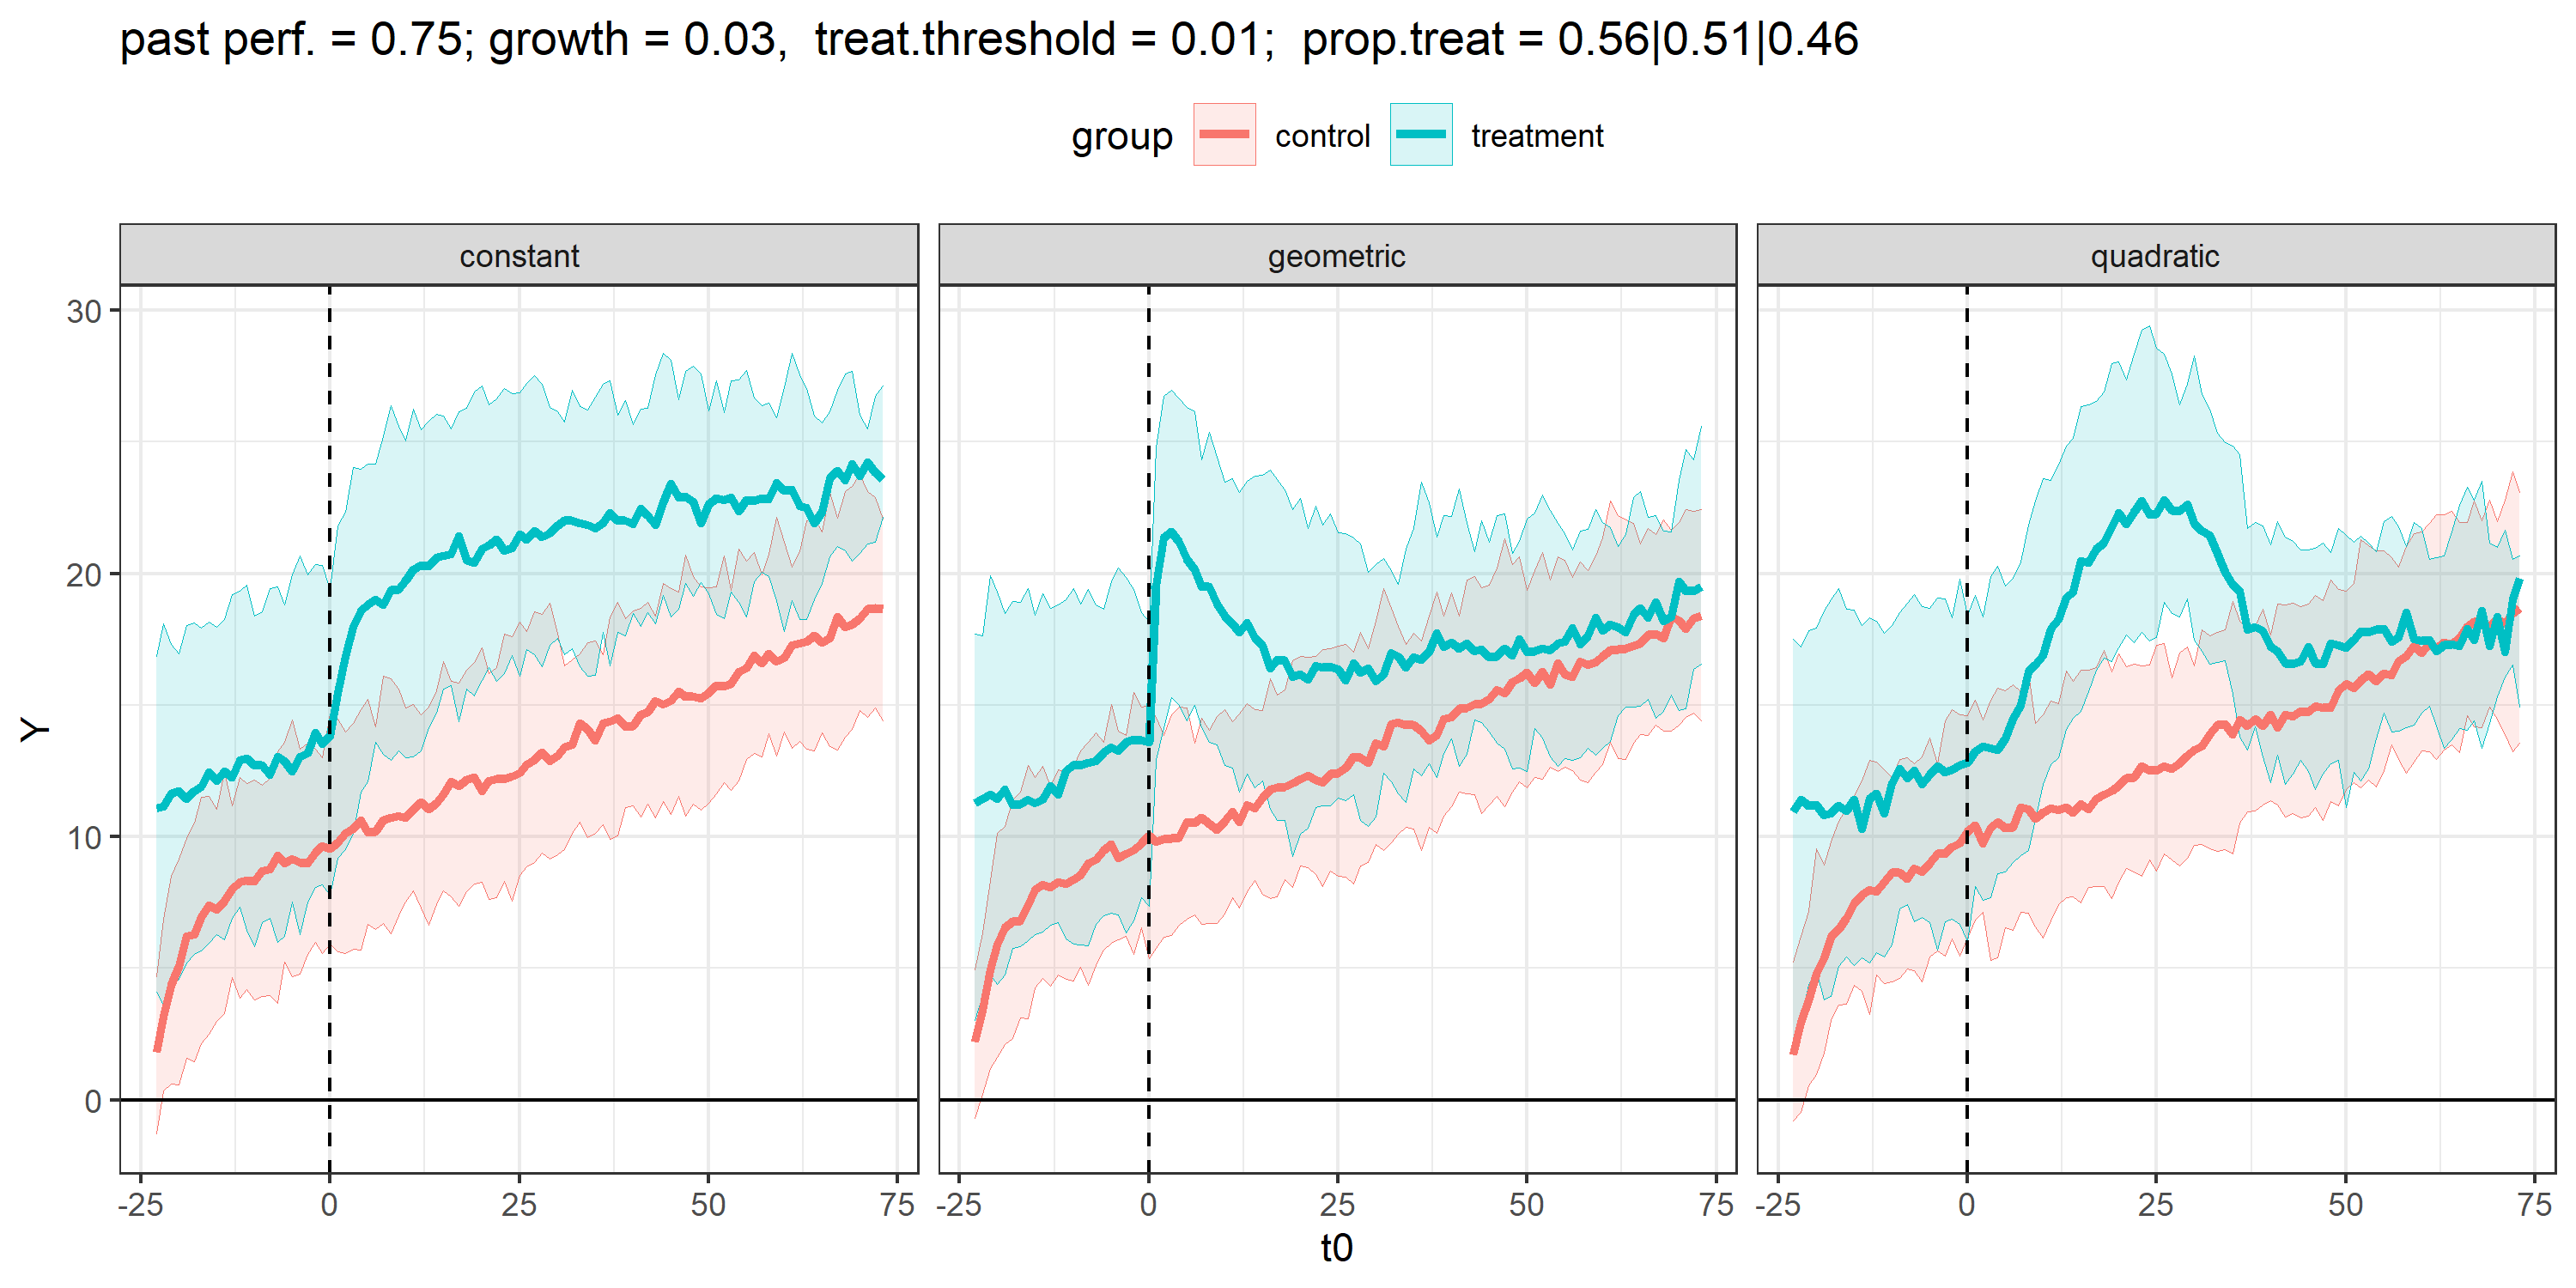 past perf. = 0.75; growth = 0.03,  treat.threshold = 0.01;  prop.treat = 0.56|0.51|0.46
group control treatment
constant geometric quadratic
30
20
10
0
Y
-25 0 25 50 75 -25 0 25 50 75 -25 0 25 50 75
t0